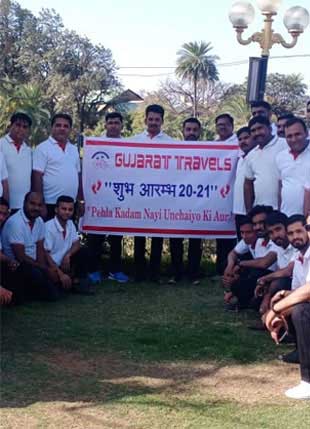 GUJARAT TRAVELS
"शुभ आरम्भ 20-21"
"Pehla Kadam Nayi Unchaiyo Ki Aur"